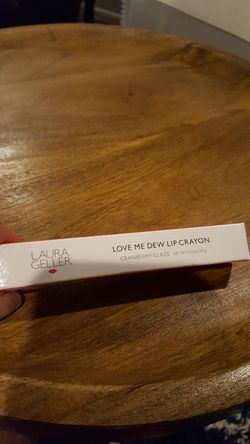 LAURA
GELLER
LOVE ME DEW LIP CRAYON
CRANBERRY GLAZE